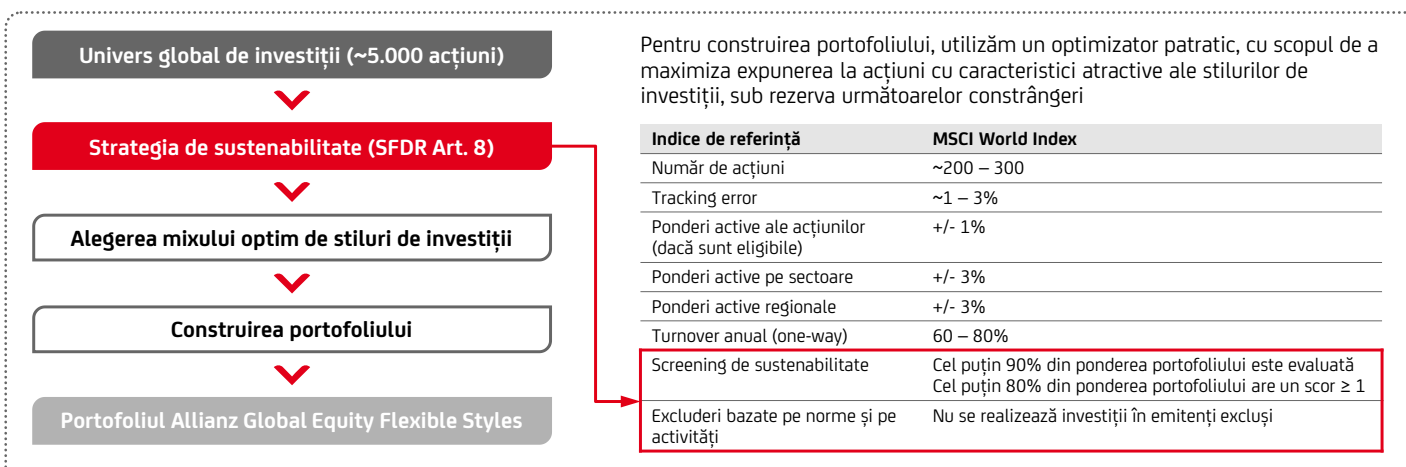 Univers global de investiții (~5.000 acțiuni)
Strategia de sustenabilitate (SFDR Art. 8)
Alegerea mixului optim de stiluri de investiții
Construirea portofoliului
Portofoliul Allianz Global Equity Flexible Styles
Pentru construirea portofoliului, utilizăm un optimizator patratic, cu scopul de a
maximiza expunerea la acțiuni cu caracteristici atractive ale stilurilor de
investiții, sub rezerva următoarelor constrângeri
Indice de referință MSCI World Index
Număr de acțiuni ~200 – 300
Tracking error ~1 – 3%
Ponderi active ale acțiunilor +/- 1%
(dacă sunt eligibile)
Ponderi active pe sectoare +/- 3%
Ponderi active regionale +/- 3%
Turnover anual (one-way) 60 – 80%
Screening de sustenabilitate Cel puțin 90% din ponderea portofoliului este evaluată
Cel puțin 80% din ponderea portofoliului are un scor ≥ 1
Excluderi bazate pe norme și pe Nu se realizează investiții în emitenți excluși
activități